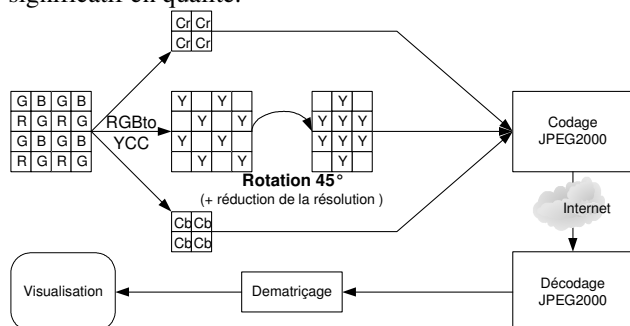 significatif en qualité.
Cr Cr
Cr Cr
G B G B
R G R G
G B G B
R G R G
RGBto
YCC
Y Y
Y Y
Y Y
Y Y
Y
Y Y Y
Y Y Y
Y
Rotation 45°
(+ réduction de la résolution )
Cb Cb
Cb Cb
Codage
JPEG2000
Internet
Décodage
JPEG2000
Dematriçage
Visualisation